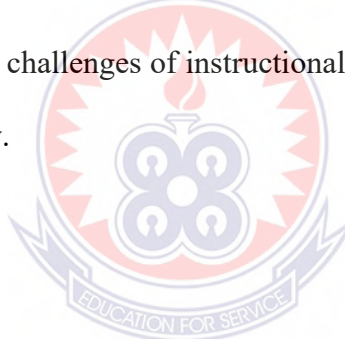 challenges of instructional
.
EDUCATION FOR SERVICE